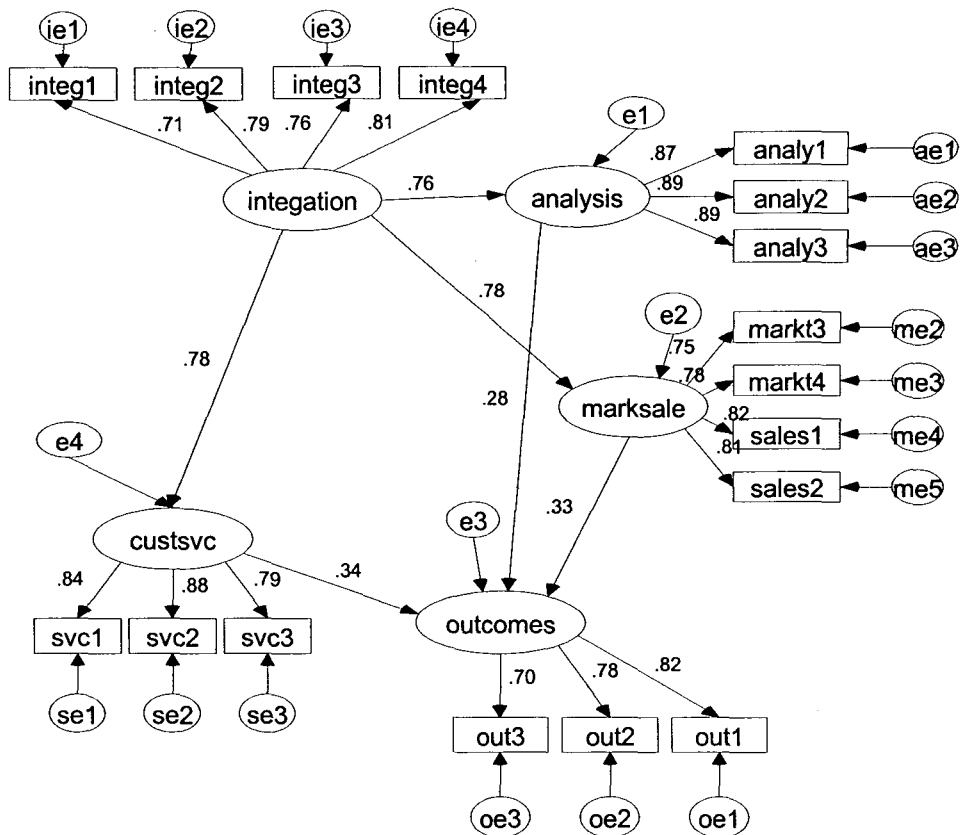 ie1 ie2 ie3 ie4
integ1 integ2 integ3 integ4
.71 .79 .76 .81
e1
.87 analy1 ae1
integation .76 analysis .89 analy2 ae2
.89 analy3 ae3
.78
e2 .75 markt3 me2
.78 markt4 me3
.78 .28 marksale .82 sales1 me4
.81 sales2 me5
e4
e3 .33
custsvc
.84 .88 .79 .34
svc1 svc2 svc3 outcomes
.70 .78 .82
se1 se2 se3
out3 out2 out1
oe3 oe2 oe1